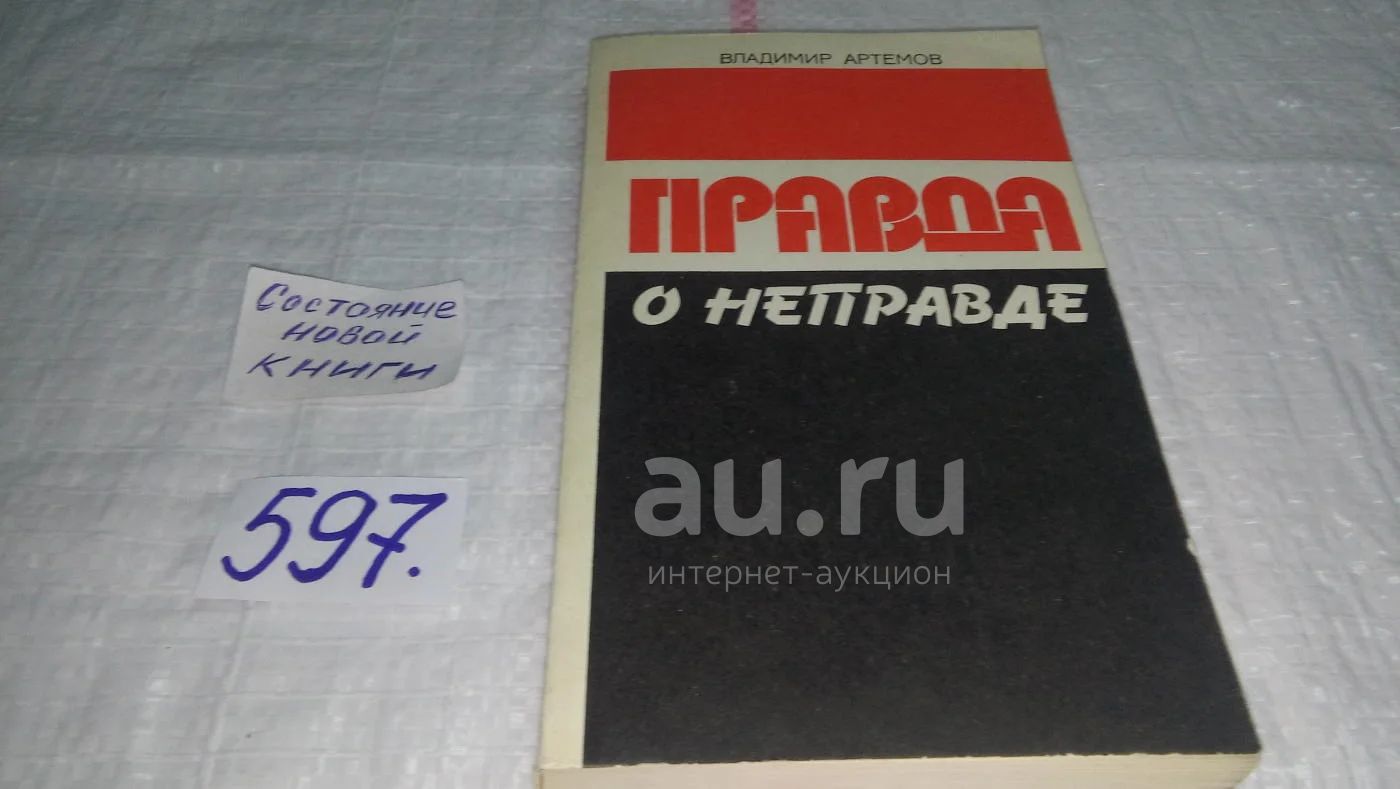 ВЛАДИМИР АРТЕМОВ
ПРАВДА
О НЕПРАВДЕ
Состояние
новой
книги
597.
au.ru
интернет-аукцион